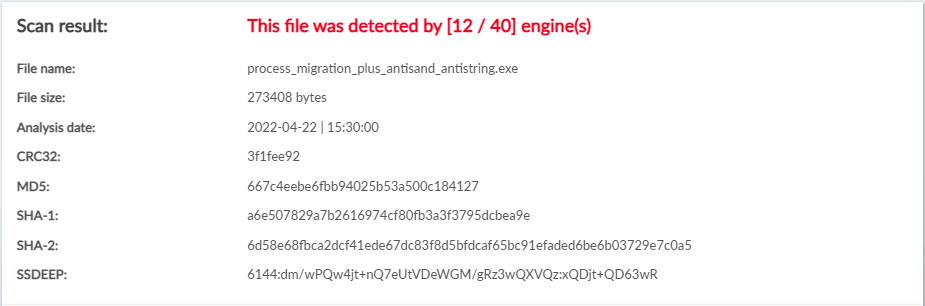 Scan result: This file was detected by [12 / 40] engine(s)
File name: process_migration_plus_antisand_antistring.exe
File size: 273408 bytes
Analysis date: 2022-04-22 | 15:30:00
CRC32: 3f1fee92
MD5: 667c4eebe6fbb94025b53a500c184127
SHA-1: a6e507829a7b2616974cf80fb3a3f3795dcbea9e
SHA-2: 6d58e68fbca2dcf41ede67dc83f8d5bfdcaf65bc91efaded6be6b03729e7c0a5
SSDEEP: 6144:dm/wPQw4jt+nQ7eUtVDeWGM/gRz3wQXVQz:xQDjt+QD63wR